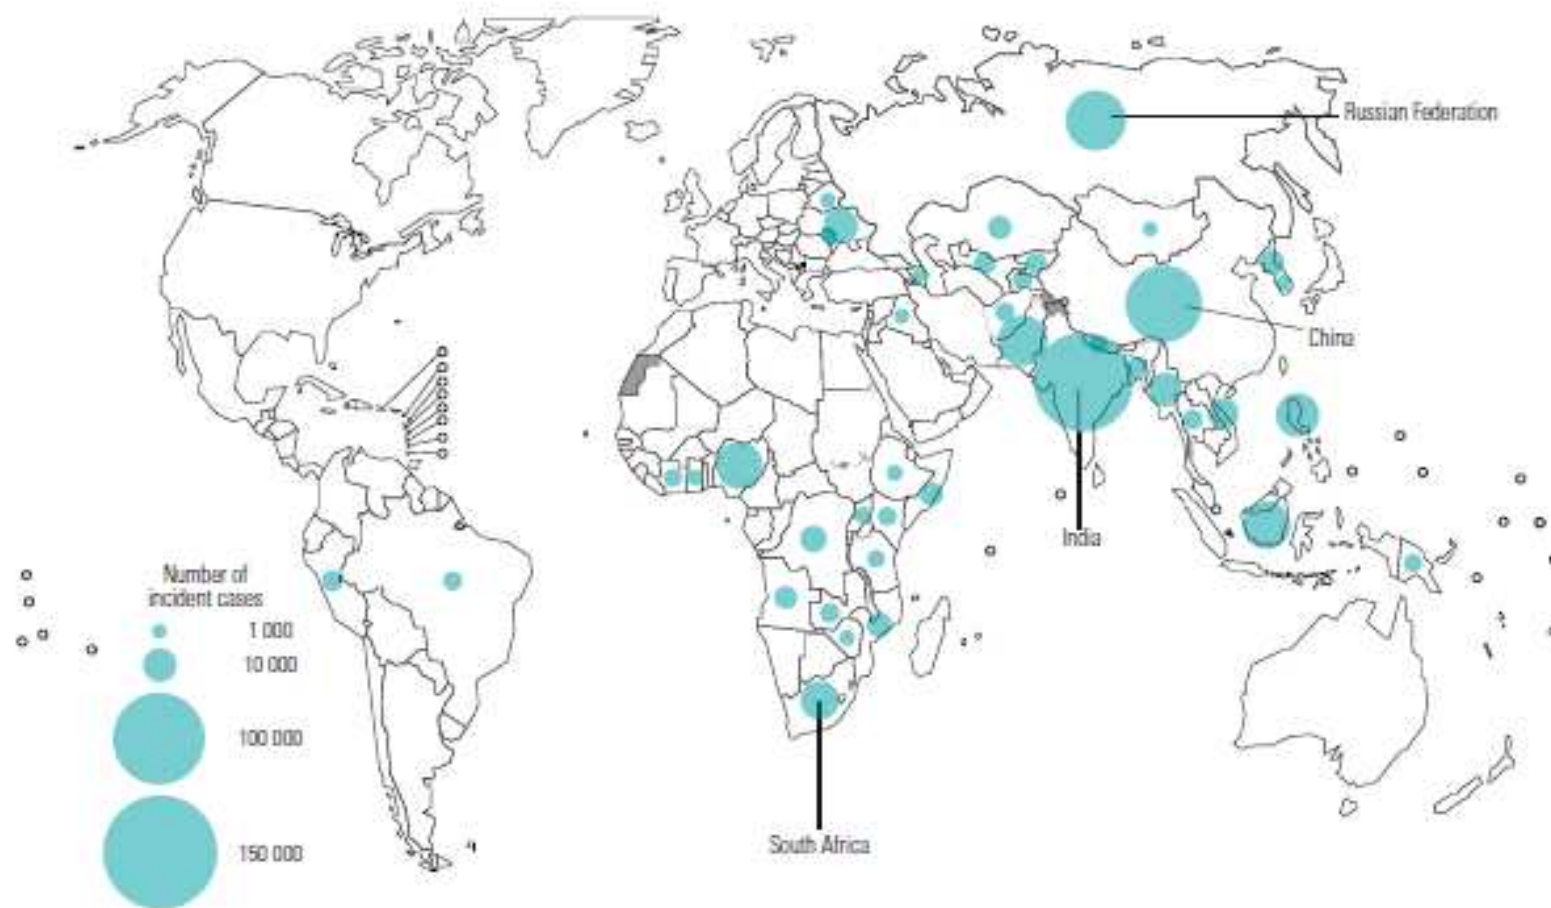 Russian Federation
China
India
Number of
incident cases
1 000
10 000
100 000
150 000
South Africa